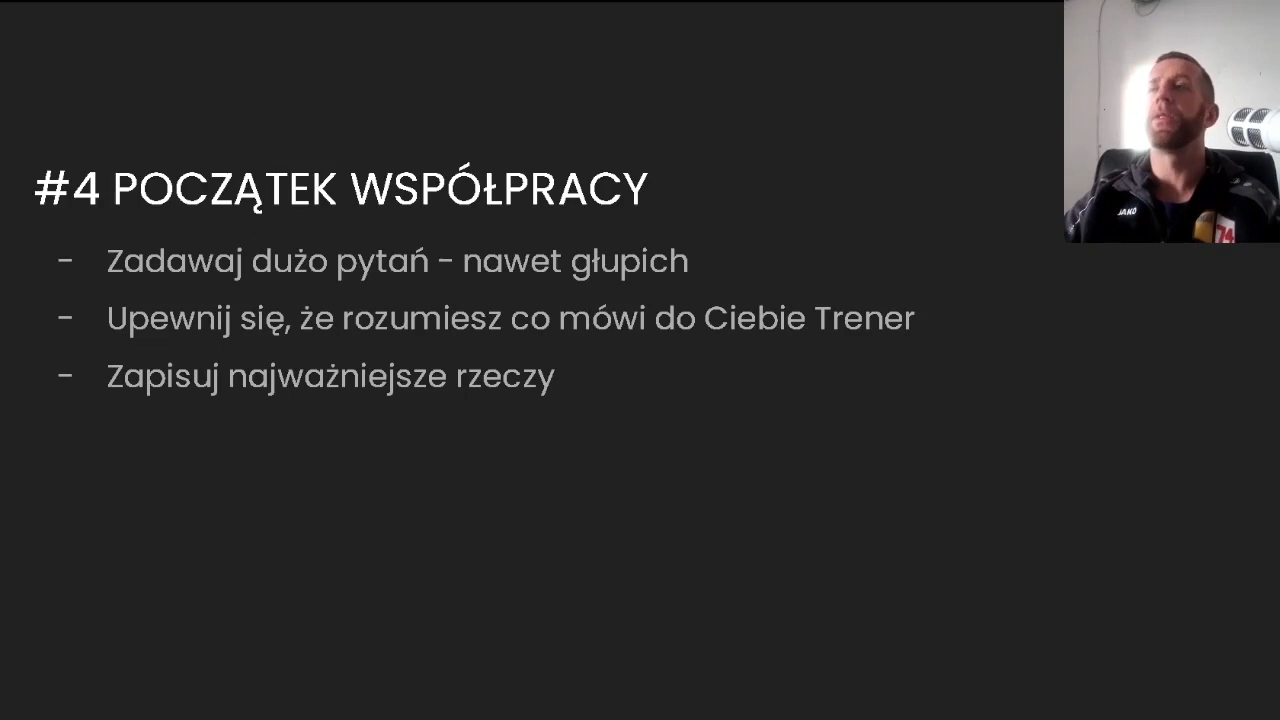 #4 POCZĄTEK WSPÓŁPRACY
- Zadawaj dużo pytań - nawet głupich
- Upewnij się, że rozumiesz co mówi do Ciebie Trener
- Zapisuj najważniejsze rzeczy
JAKO